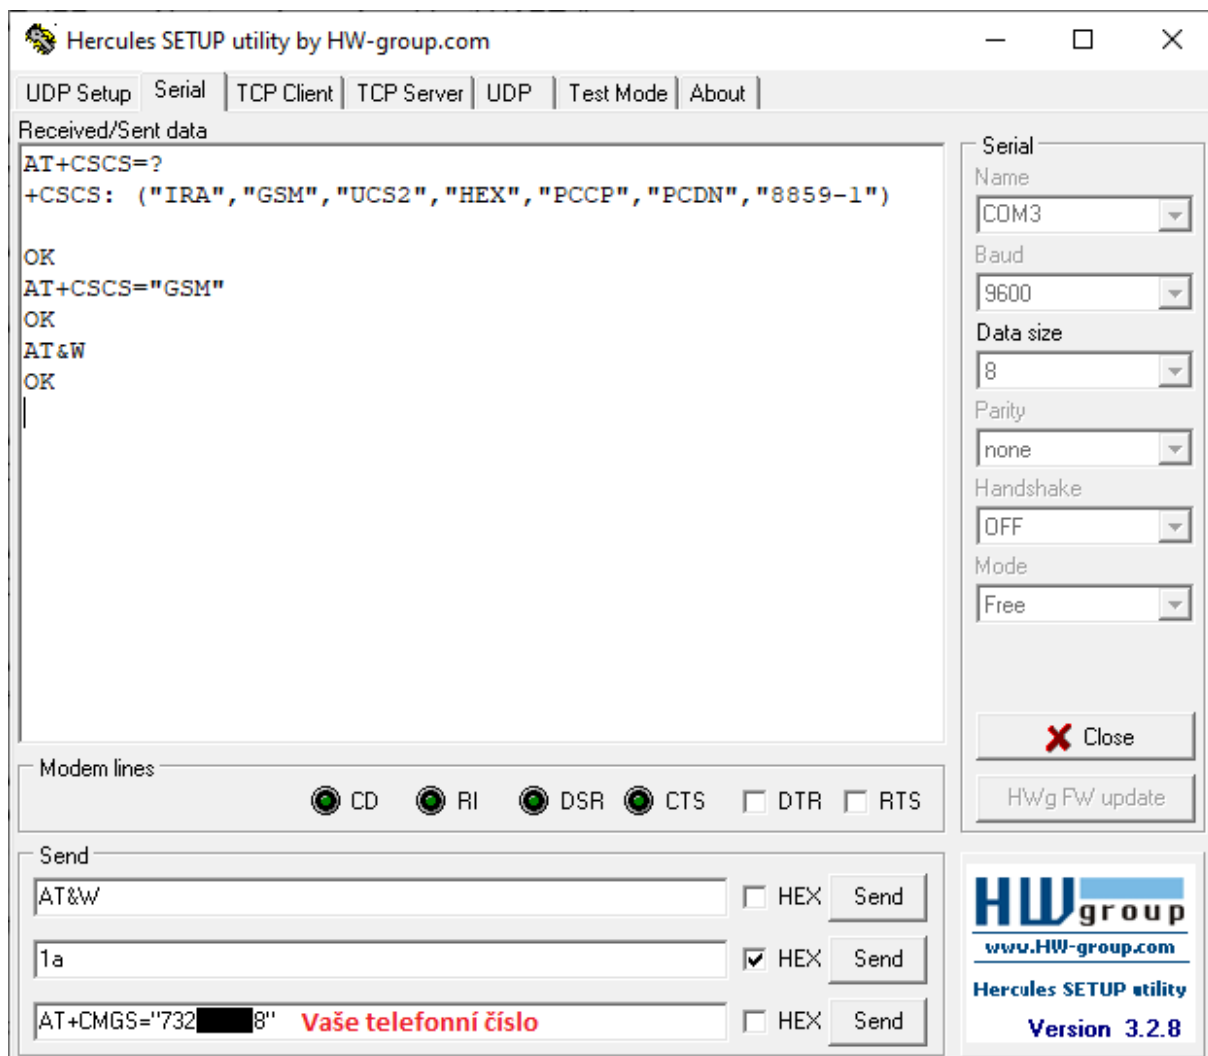 Hercules SETUP utility by HW-group.com
UDP Setup Serial TCP Client TCP Server UDP Test Mode About
Received/Sent data
AT+CSCS=?
+CSCS: ("IRA","GSM","UCS2","HEX","PCCP","PCDN","8859-1")
OK
AT+CSCS="GSM"
OK
AT&W
OK
Serial
Name
COM3
Baud
9600
Data size
8
Parity
none
Handshake
OFF
Mode
Free
Close
HWg FW update
Modem lines
CD RI DSR CTS DTR RTS
Send
AT&W HEX Send
1a HEX Send
AT+CMGS="732 8" Vaše telefonní číslo HEX Send
HW group
www.HW-group.com
Hercules SETUP utility
Version 3.2.8